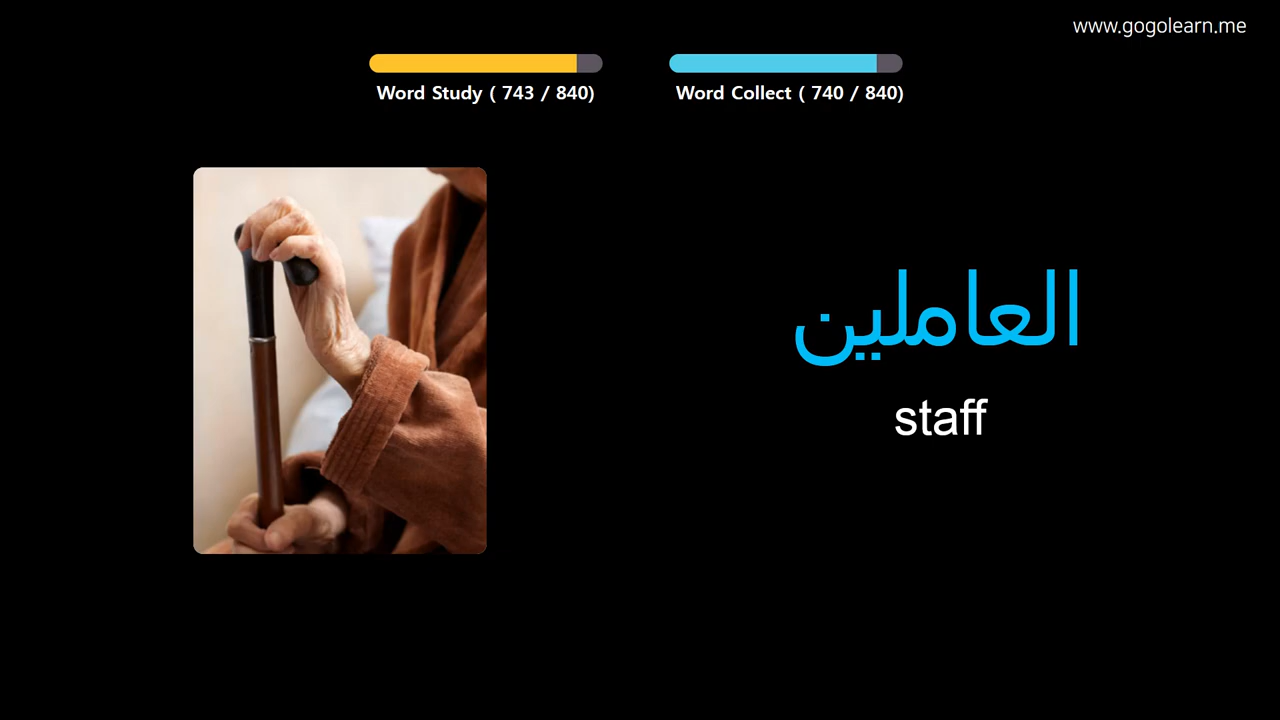 www.gogolearn.me
Word Study ( 743 / 840)
Word Collect ( 740 / 840)
العاملين
staff